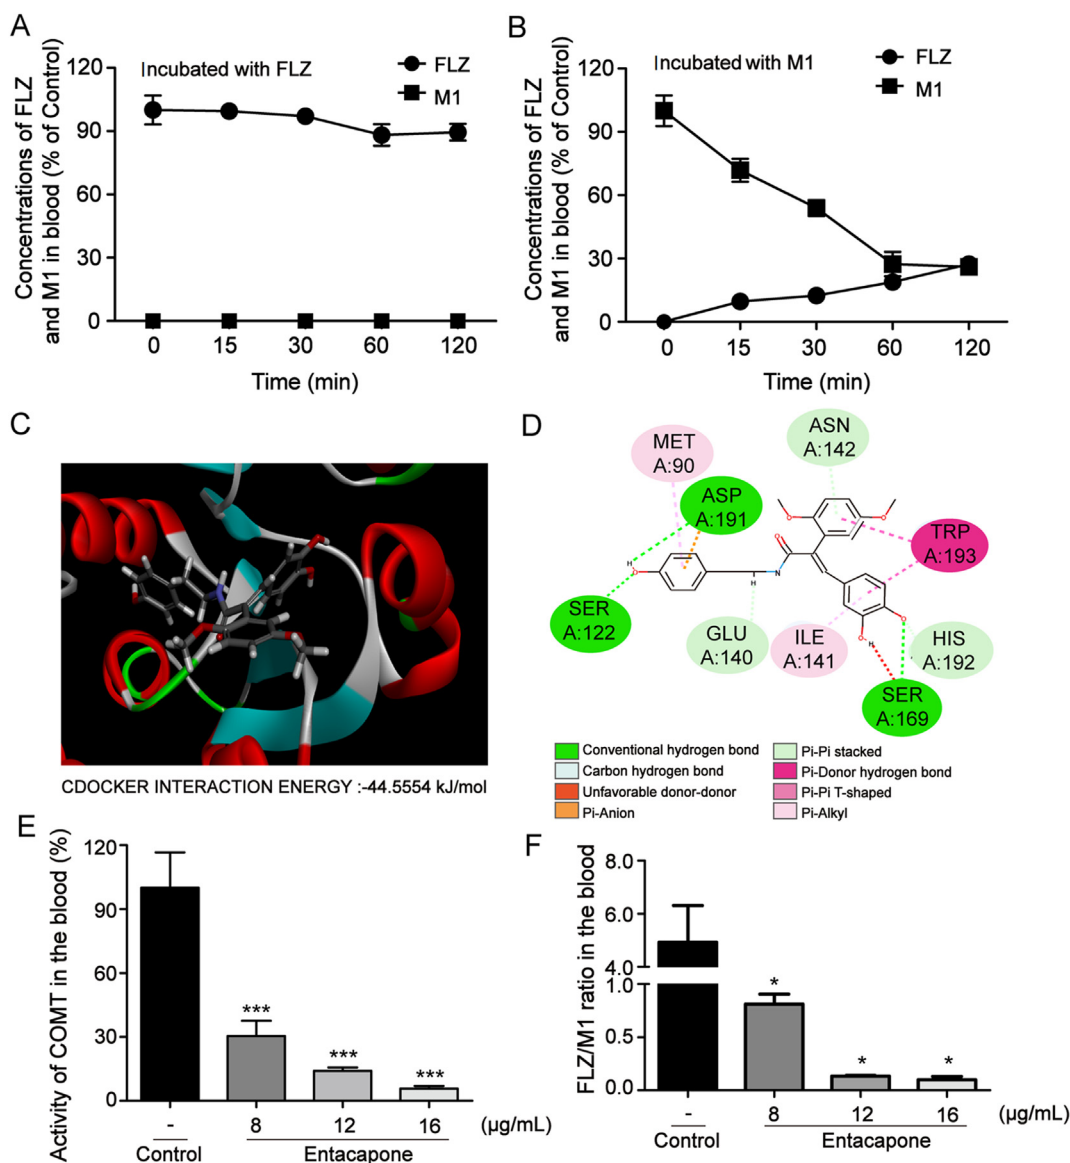 A
Incubated with FLZ
FLZ
M1
Concentrations of FLZ
and M1 in blood (% of Control)
120
90
60
30
0
0 15 30 60 120
Time (min)
B
Incubated with M1
FLZ
M1
Concentrations of FLZ
and M1 in blood (% of Control)
120
90
60
30
0
0 15 30 60 120
Time (min)
C
CDOCKER INTERACTION ENERGY :-44.5554 kJ/mol
D
MET
A:90
ASN
A:142
ASP
A:191
TRP
A:193
SER
A:122
GLU
A:140
ILE
A:141
HIS
A:192
SER
A:169
H
O
O
O
O
N
H
O
O
H
Conventional hydrogen bond
Carbon hydrogen bond
Unfavorable donor-donor
Pi-Anion
Pi-Pi stacked
Pi-Donor hydrogen bond
Pi-Pi T-shaped
Pi-Alkyl
E
Activity of COMT in the blood (%)
120
90
60
30
0
***
***
***
- 8 12 16 (μg/mL)
Control Entacapone
F
FLZ/M1 ratio in the blood
8.0
6.0
4.0
1.0
0.5
0.0
*
*
*
- 8 12 16 (μg/mL)
Control Entacapone